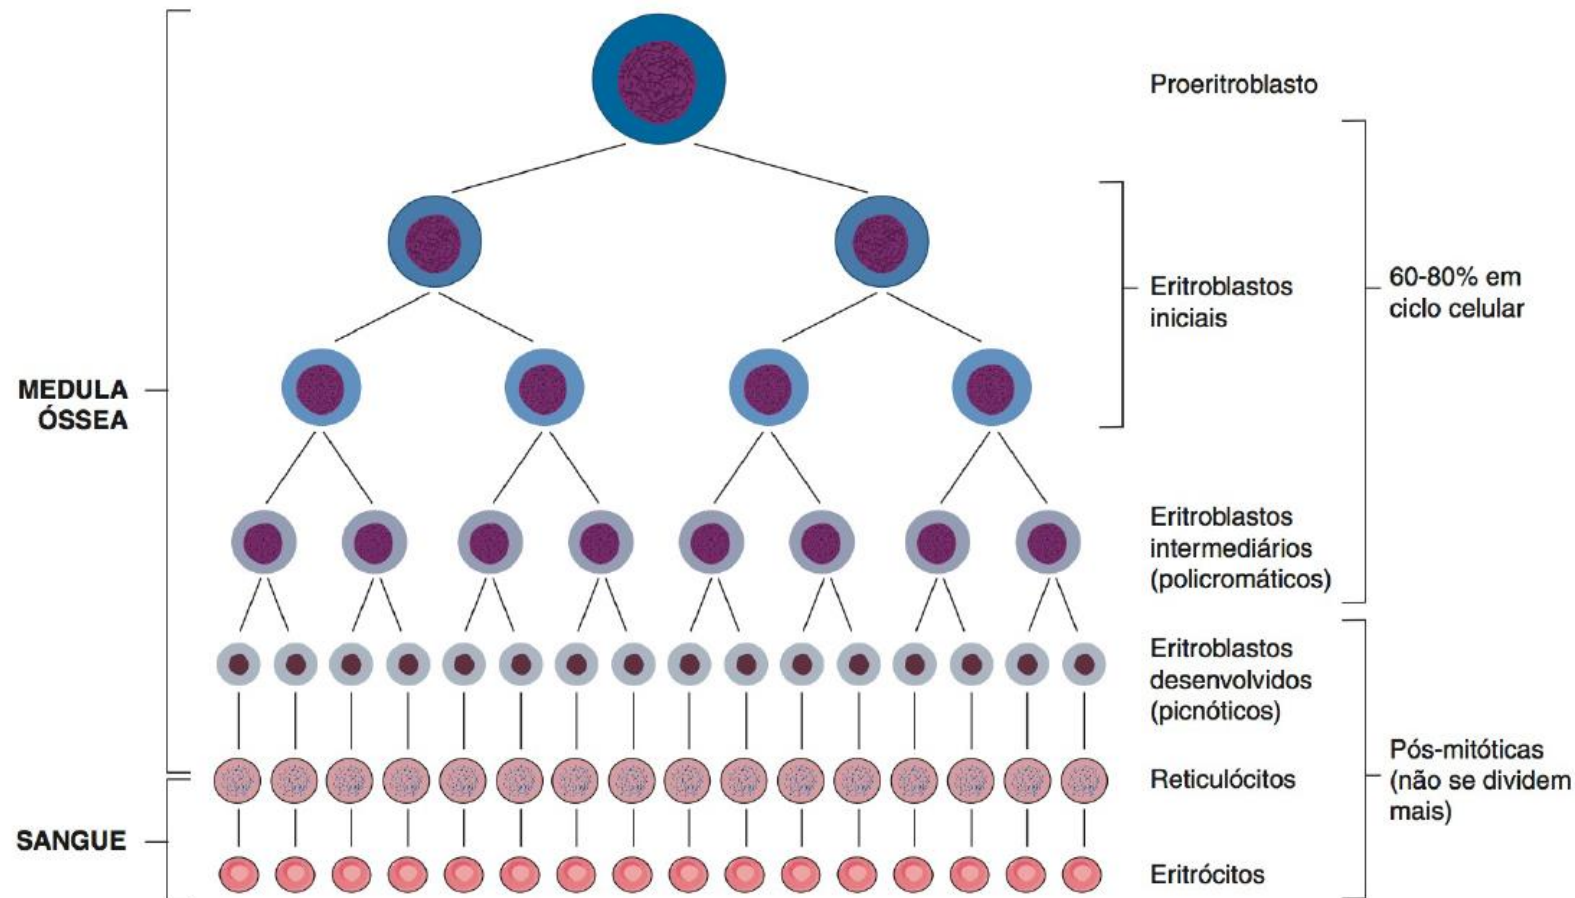 Proeritroblasto
Eritroblastos
iniciais
60-80% em
ciclo celular
MEDULA
ÓSSEA
Eritroblastos
intermediários
(policromáticos)
Eritroblastos
desenvolvidos
(picnóticos)
Reticulócitos
Pós-mitóticas
(não se dividem
mais)
SANGUE
Eritrócitos